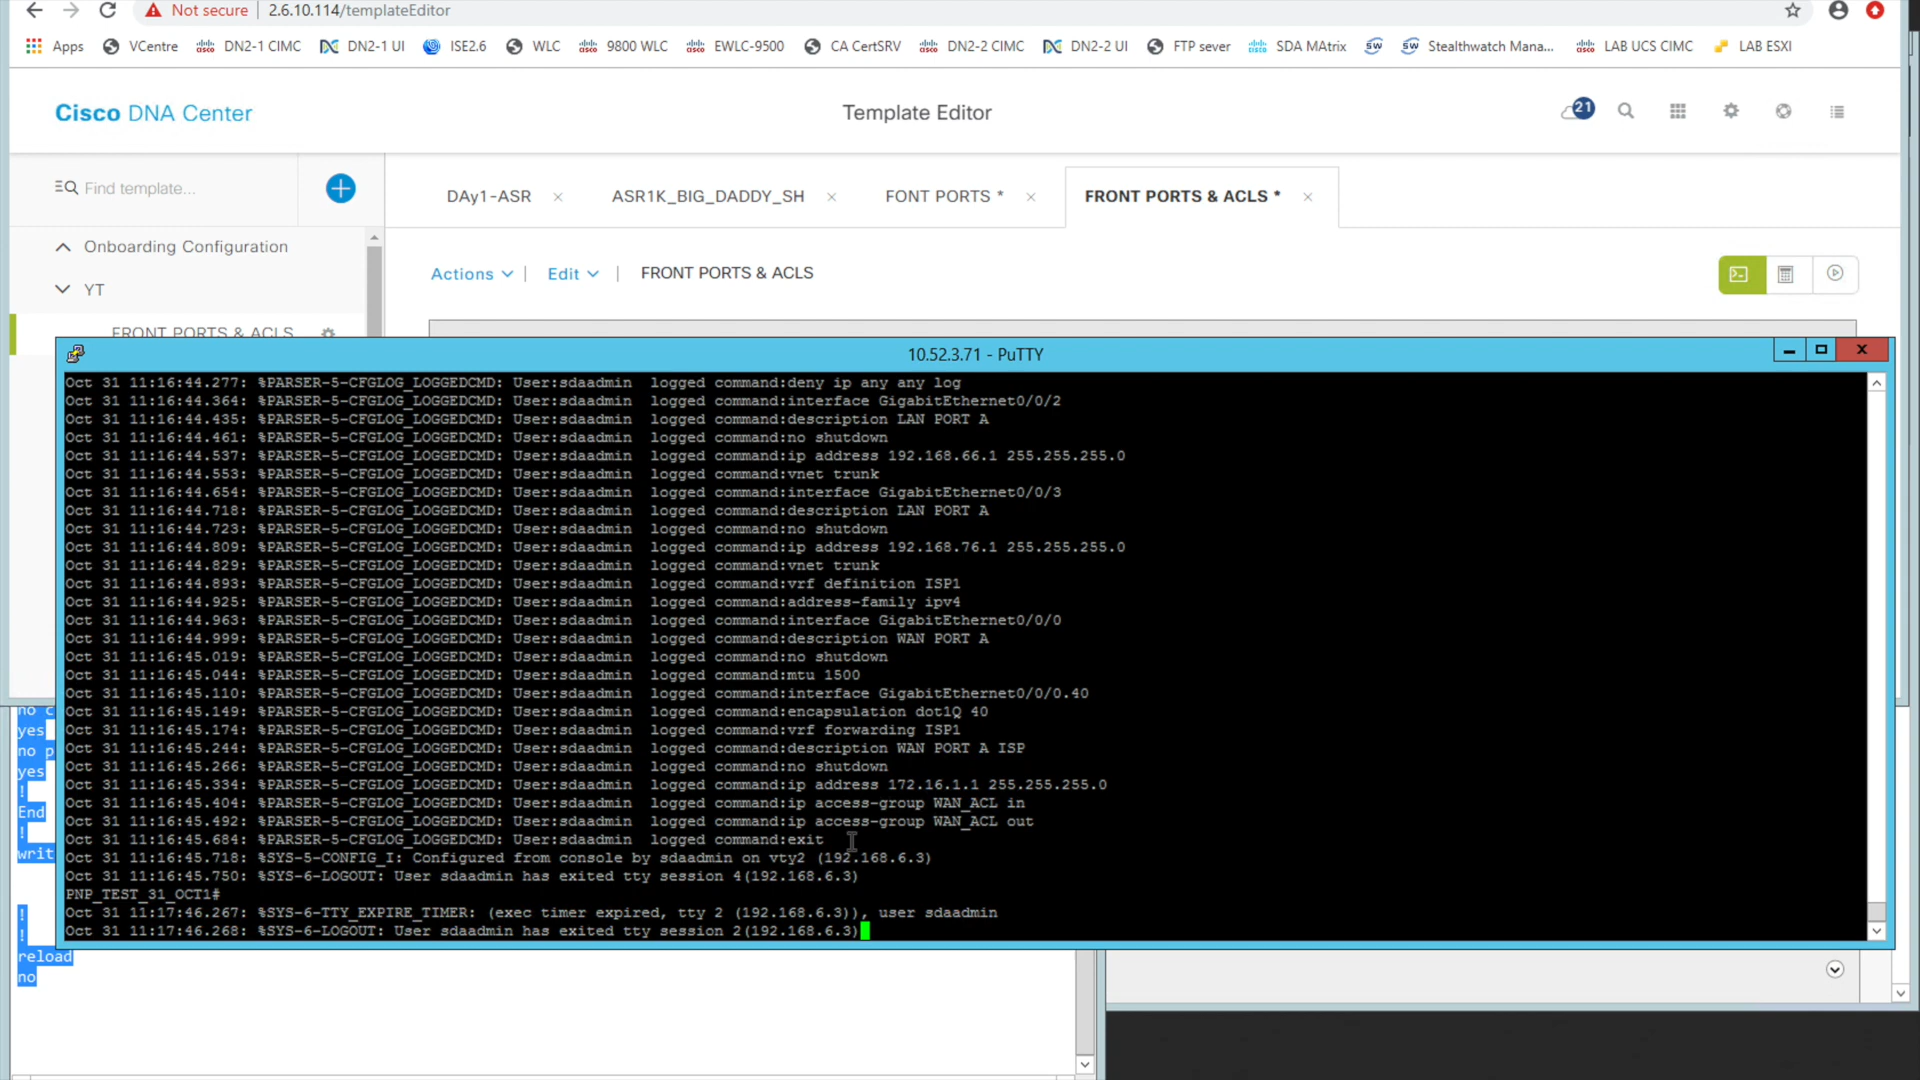 Not secure | 2.6.10.114/templateEditor
Apps VCentre DN2-1 CIMC DN2-1 UI ISE2.6 WLC 9800 WLC EWLC-9500 CA CertSRV DN2-2 CIMC DN2-2 UI FTP sever SDA MAtrix Stealthwatch Mana... LAB UCS CIMC LAB ESXI
Cisco DNA Center
Template Editor
21
Find template...
DAy1-ASR × ASR1K_BIG_DADDY_SH × FONT PORTS * × FRONT PORTS & ACLS * ×
Onboarding Configuration
Actions | Edit | FRONT PORTS & ACLS
YT
FRONT PORTS & ACLS
10.52.3.71 - PuTTY
Oct 31 11:16:44.277: %PARSER-5-CFGLOG_LOGGEDCMD: User:sdaadmin  logged command:deny ip any any log
Oct 31 11:16:44.364: %PARSER-5-CFGLOG_LOGGEDCMD: User:sdaadmin  logged command:interface GigabitEthernet0/0/2
Oct 31 11:16:44.435: %PARSER-5-CFGLOG_LOGGEDCMD: User:sdaadmin  logged command:description LAN PORT A
Oct 31 11:16:44.461: %PARSER-5-CFGLOG_LOGGEDCMD: User:sdaadmin  logged command:no shutdown
Oct 31 11:16:44.537: %PARSER-5-CFGLOG_LOGGEDCMD: User:sdaadmin  logged command:ip address 192.168.66.1 255.255.255.0
Oct 31 11:16:44.553: %PARSER-5-CFGLOG_LOGGEDCMD: User:sdaadmin  logged command:vnet trunk
Oct 31 11:16:44.654: %PARSER-5-CFGLOG_LOGGEDCMD: User:sdaadmin  logged command:interface GigabitEthernet0/0/3
Oct 31 11:16:44.718: %PARSER-5-CFGLOG_LOGGEDCMD: User:sdaadmin  logged command:description LAN PORT A
Oct 31 11:16:44.723: %PARSER-5-CFGLOG_LOGGEDCMD: User:sdaadmin  logged command:no shutdown
Oct 31 11:16:44.809: %PARSER-5-CFGLOG_LOGGEDCMD: User:sdaadmin  logged command:ip address 192.168.76.1 255.255.255.0
Oct 31 11:16:44.829: %PARSER-5-CFGLOG_LOGGEDCMD: User:sdaadmin  logged command:vnet trunk
Oct 31 11:16:44.893: %PARSER-5-CFGLOG_LOGGEDCMD: User:sdaadmin  logged command:vrf definition ISP1
Oct 31 11:16:44.925: %PARSER-5-CFGLOG_LOGGEDCMD: User:sdaadmin  logged command:address-family ipv4
Oct 31 11:16:44.963: %PARSER-5-CFGLOG_LOGGEDCMD: User:sdaadmin  logged command:interface GigabitEthernet0/0/0
Oct 31 11:16:44.999: %PARSER-5-CFGLOG_LOGGEDCMD: User:sdaadmin  logged command:description WAN PORT A
Oct 31 11:16:45.019: %PARSER-5-CFGLOG_LOGGEDCMD: User:sdaadmin  logged command:no shutdown
Oct 31 11:16:45.044: %PARSER-5-CFGLOG_LOGGEDCMD: User:sdaadmin  logged command:mtu 1500
Oct 31 11:16:45.110: %PARSER-5-CFGLOG_LOGGEDCMD: User:sdaadmin  logged command:interface GigabitEthernet0/0/0.40
Oct 31 11:16:45.149: %PARSER-5-CFGLOG_LOGGEDCMD: User:sdaadmin  logged command:encapsulation dot1Q 40
Oct 31 11:16:45.174: %PARSER-5-CFGLOG_LOGGEDCMD: User:sdaadmin  logged command:vrf forwarding ISP1
Oct 31 11:16:45.244: %PARSER-5-CFGLOG_LOGGEDCMD: User:sdaadmin  logged command:description WAN PORT A ISP
Oct 31 11:16:45.266: %PARSER-5-CFGLOG_LOGGEDCMD: User:sdaadmin  logged command:no shutdown
Oct 31 11:16:45.334: %PARSER-5-CFGLOG_LOGGEDCMD: User:sdaadmin  logged command:ip address 172.16.1.1 255.255.255.0
Oct 31 11:16:45.404: %PARSER-5-CFGLOG_LOGGEDCMD: User:sdaadmin  logged command:ip access-group WAN_ACL in
Oct 31 11:16:45.492: %PARSER-5-CFGLOG_LOGGEDCMD: User:sdaadmin  logged command:ip access-group WAN_ACL out
Oct 31 11:16:45.684: %PARSER-5-CFGLOG_LOGGEDCMD: User:sdaadmin  logged command:exit
Oct 31 11:16:45.718: %SYS-5-CONFIG_I: Configured from console by sdaadmin on vty2 (192.168.6.3)
Oct 31 11:16:45.750: %SYS-6-LOGOUT: User sdaadmin has exited tty session 4(192.168.6.3)
PNP_TEST_31_OCT1#
Oct 31 11:17:46.267: %SYS-6-TTY_EXPIRE_TIMER: (exec timer expired, tty 2 (192.168.6.3)), user sdaadmin
Oct 31 11:17:46.268: %SYS-6-LOGOUT: User sdaadmin has exited tty session 2(192.168.6.3)
no c
yes
no p
yes
!
End
!
writ
!
!
reload
no